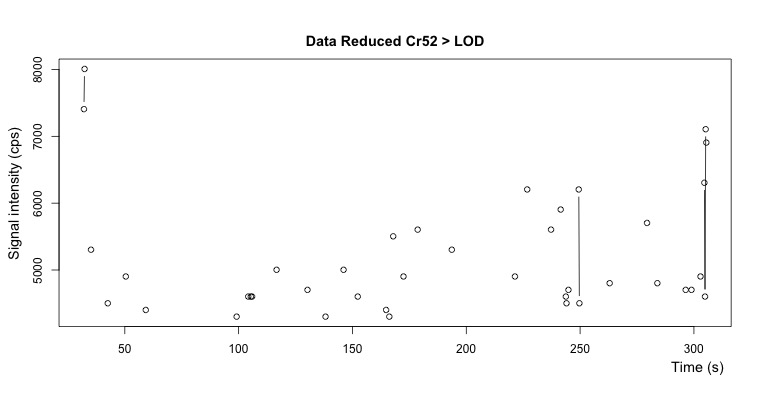 Data Reduced Cr52 > LOD
Signal intensity (cps)
8000
7000
6000
5000
50 100 150 200 250 300
Time (s)